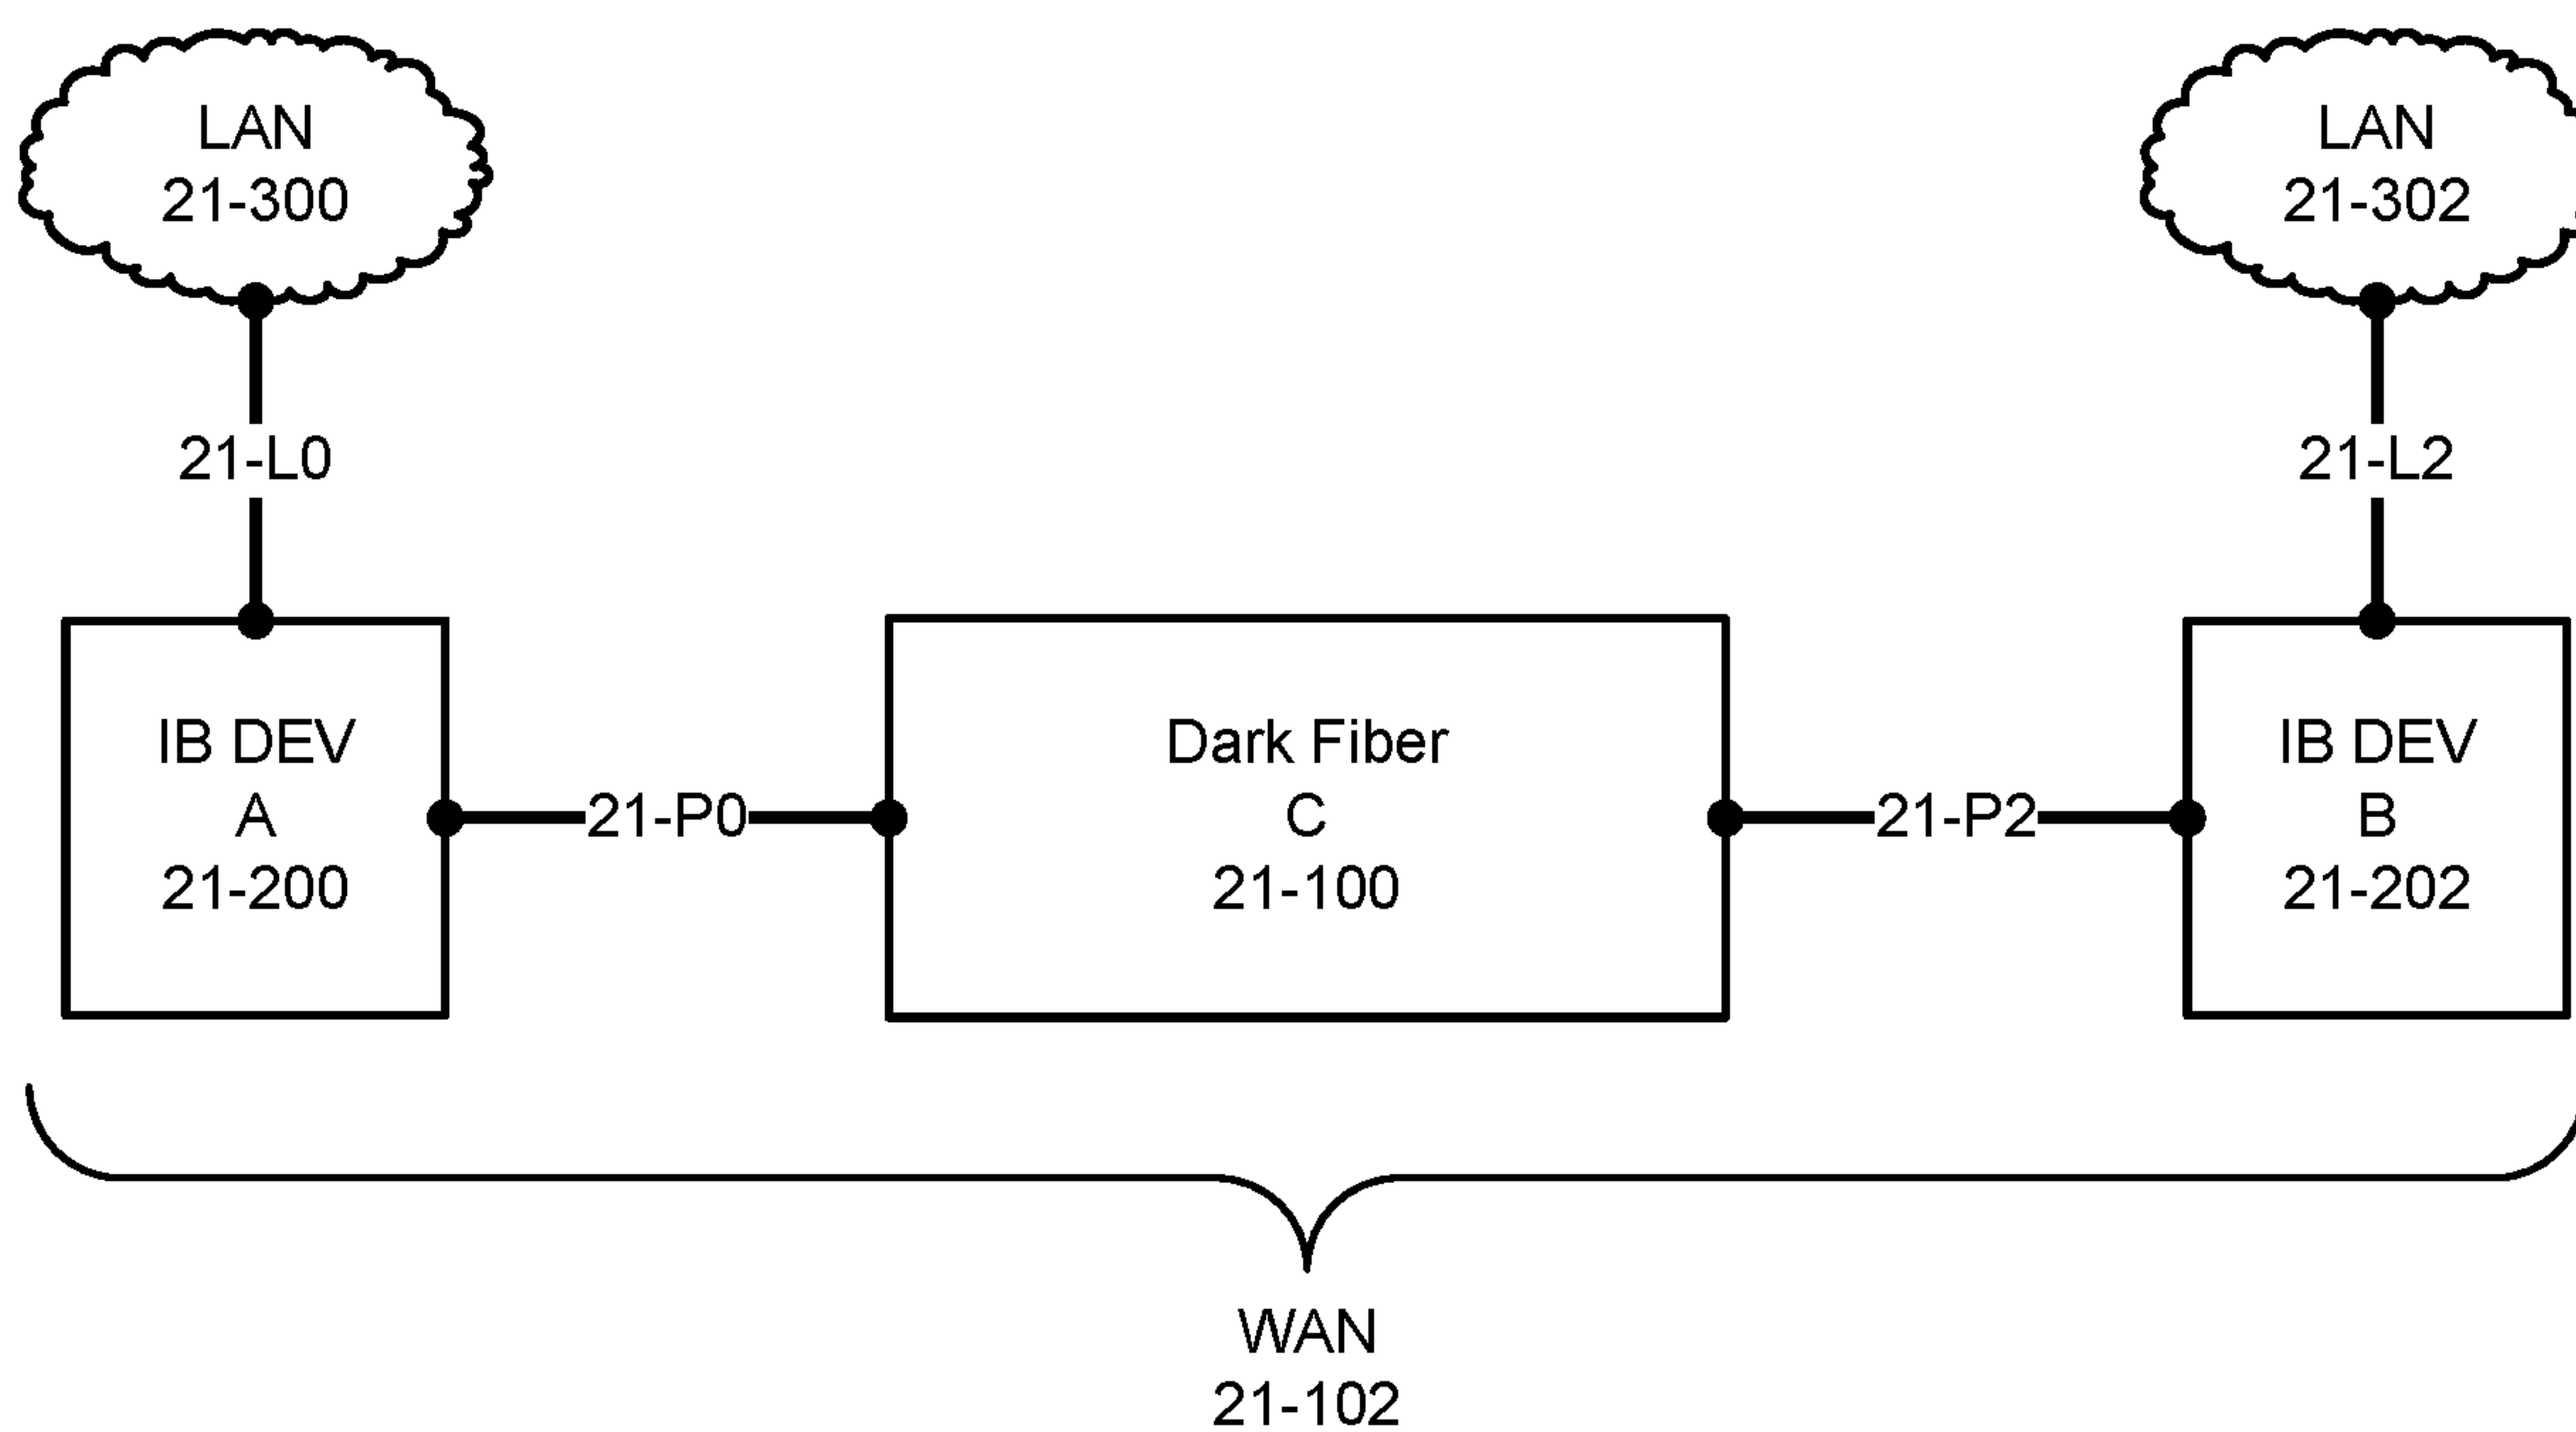 LAN
21-300
LAN
21-302
21-L0
21-L2
IB DEV
A
21-200
21-P0
Dark Fiber
C
21-100
21-P2
IB DEV
B
21-202
WAN
21-102